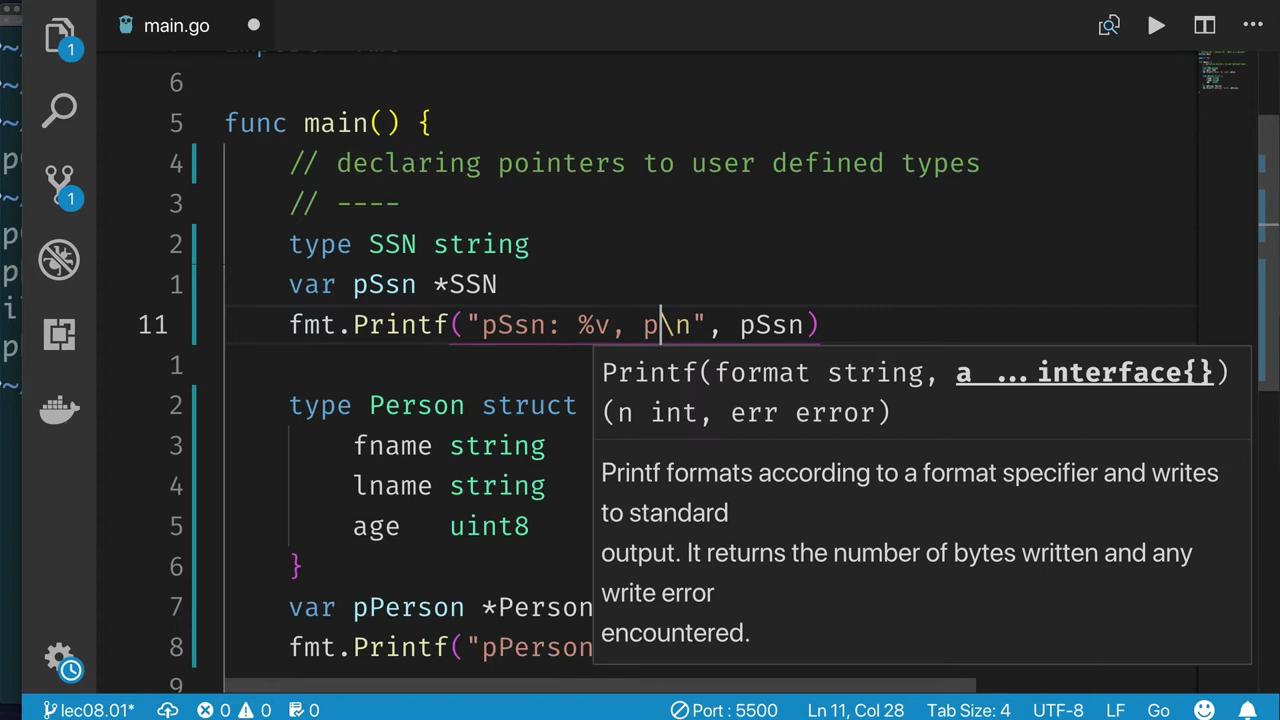 main.go
6
5 func main() {
4 // declaring pointers to user defined types
3 // ----
2 type SSN string
1 var pSsn *SSN
11 fmt.Printf("pSsn: %v, p\n", pSsn)
1
Printf(format string, a ...interface{})
(n int, err error)
2 type Person struct
3 fname string
4 lname string
5 age uint8
6 }
7 var pPerson *Person
8 fmt.Printf("pPerson
9
Printf formats according to a format specifier and writes
to standard
output. It returns the number of bytes written and any
write error
encountered.
1
1
lec08.01* 0 0 0 Port : 5500 Ln 11, Col 28 Tab Size: 4 UTF-8 LF Go